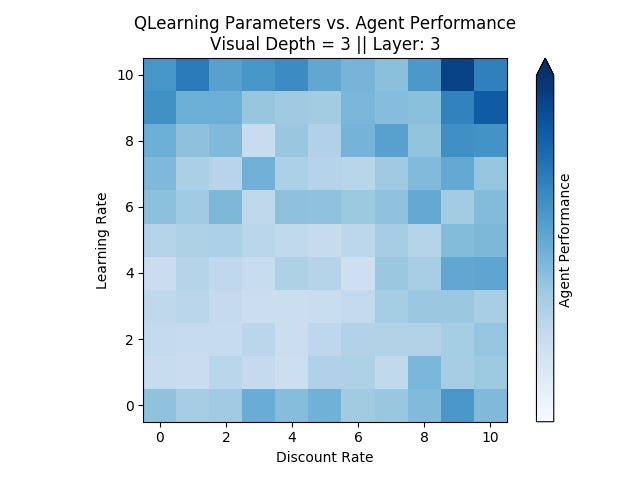 QLearning Parameters vs. Agent Performance
Visual Depth = 3 || Layer: 3
10
8
6
4
2
0
Learning Rate
0 2 4 6 8 10
Discount Rate
Agent Performance